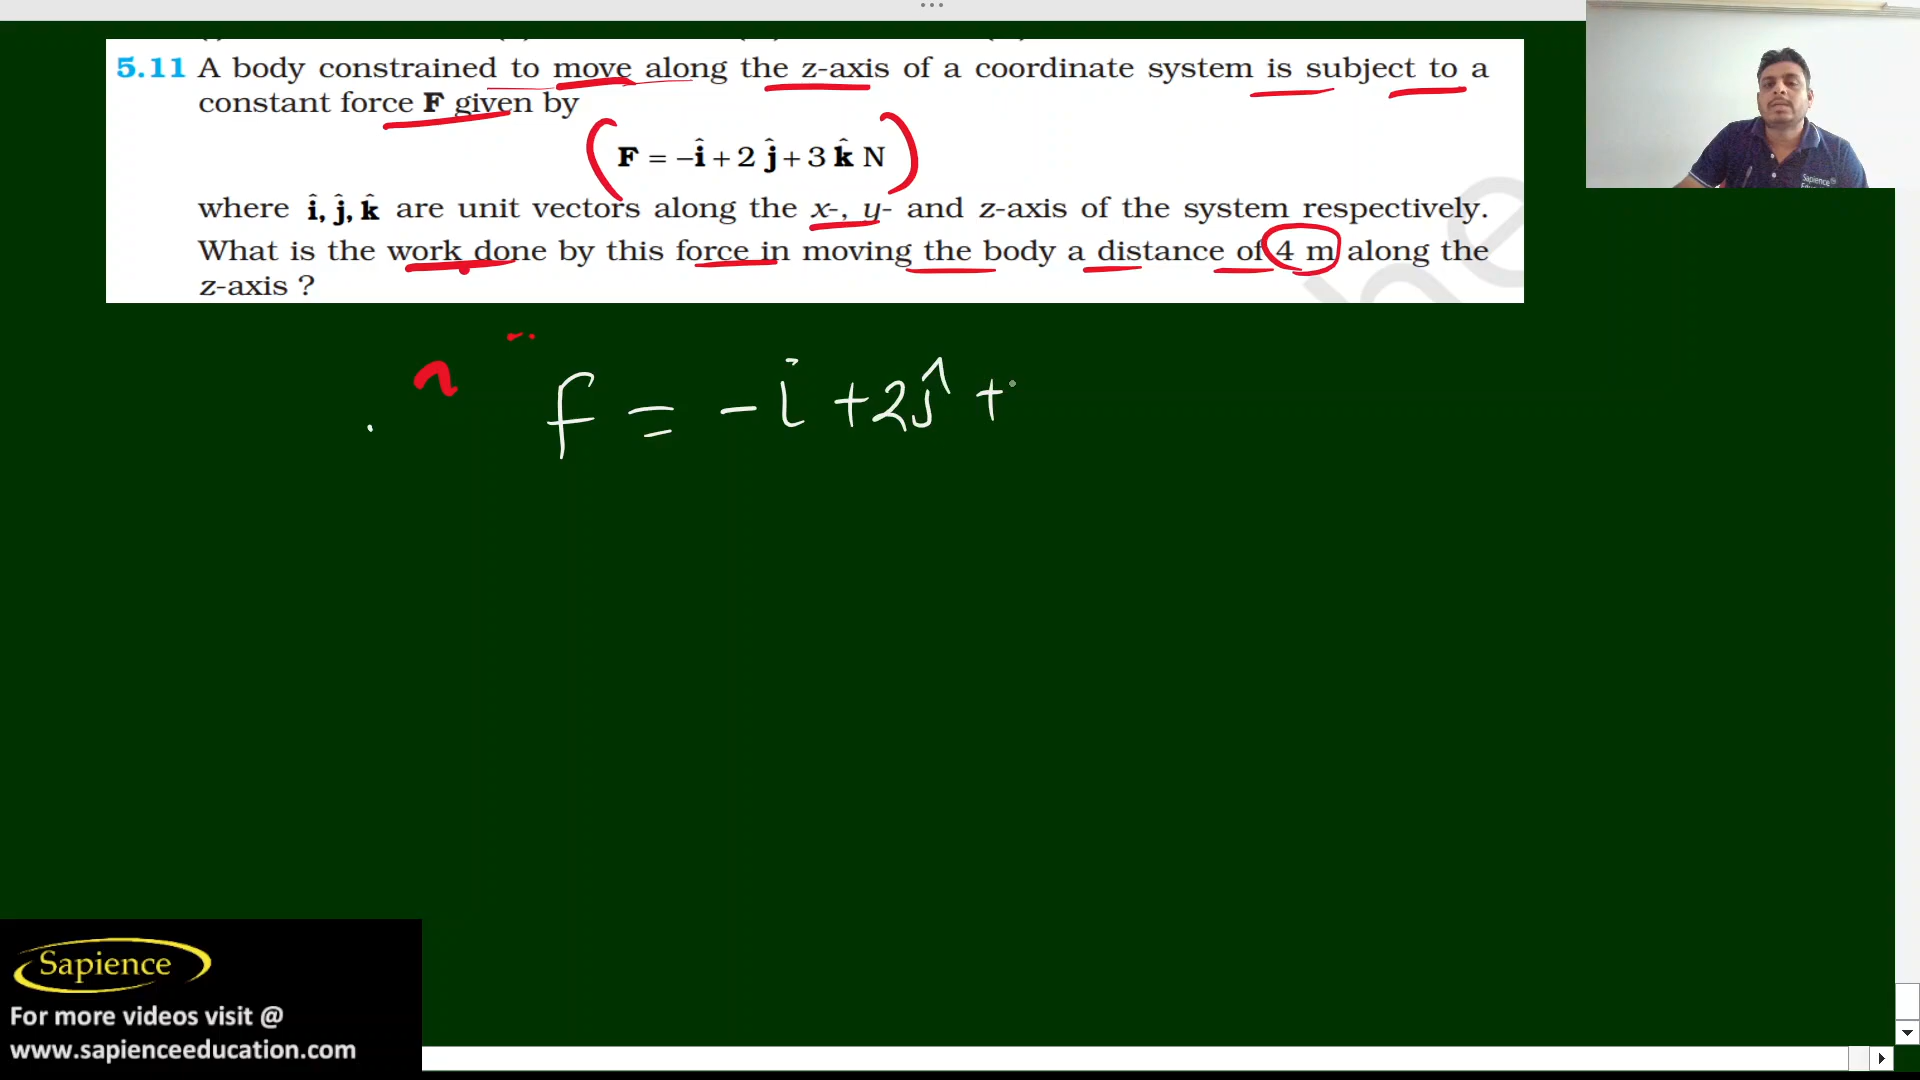 5.11 A body constrained to move along the z-axis of a coordinate system is subject to a
constant force F given by
F = –î + 2 ĵ + 3 k̂ N
where î, ĵ, k̂ are unit vectors along the x-, y- and z-axis of the system respectively.
What is the work done by this force in moving the body a distance of 4 m along the
z-axis ?
f = - i + 2ĵ +
Sapience
Sapience
For more videos visit @
www.sapienceeducation.com